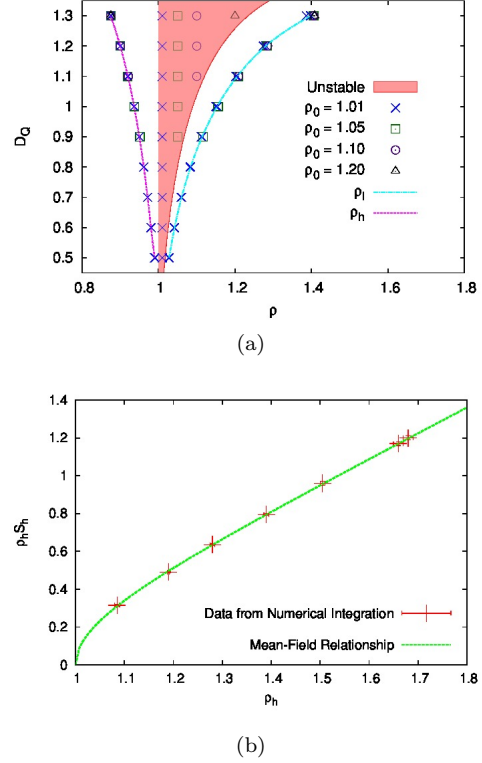 1.3
1.2
1.1
1
0.9
0.8
0.7
0.6
0.5
D_Q
Unstable
ρ_0 = 1.01
ρ_0 = 1.05
ρ_0 = 1.10
ρ_0 = 1.20
ρ_l
ρ_h
0.8 1 1.2 1.4 1.6 1.8
ρ
(a)
1.4
1.2
1
0.8
0.6
0.4
0.2
0
ρ_hS_h
Data from Numerical Integration
Mean-Field Relationship
1 1.1 1.2 1.3 1.4 1.5 1.6 1.7 1.8
ρ_h
(b)